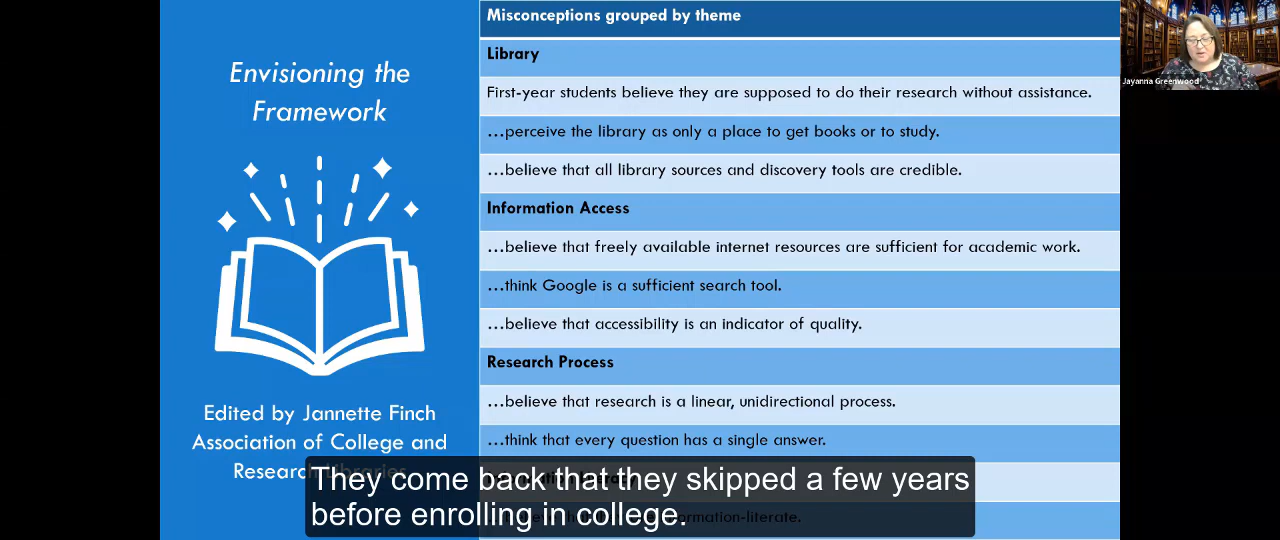 Envisioning the
Framework
Edited by Jannette Finch
Association of College and
Research Libraries
Misconceptions grouped by theme
Library
First-year students believe they are supposed to do their research without assistance.
...perceive the library as only a place to get books or to study.
...believe that all library sources and discovery tools are credible.
Information Access
...believe that freely available internet resources are sufficient for academic work.
...think Google is a sufficient search tool.
...believe that accessibility is an indicator of quality.
Research Process
...believe that research is a linear, unidirectional process.
...think that every question has a single answer.
information-literate.
They come back that they skipped a few years
before enrolling in college.
Jayanna Greenwood